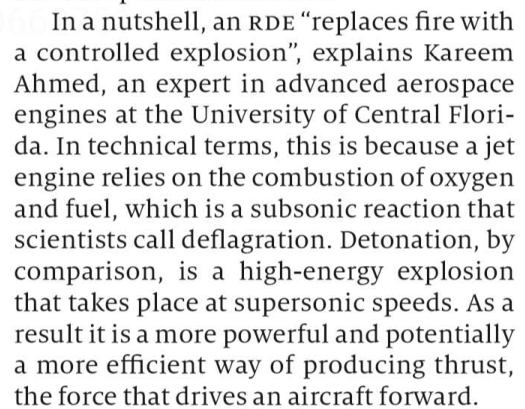 In a nutshell, an RDE “replaces fire with
a controlled explosion”, explains Kareem
Ahmed, an expert in advanced aerospace
engines at the University of Central Flori-
da. In technical terms, this is because a jet
engine relies on the combustion of oxygen
and fuel, which is a subsonic reaction that
scientists call deflagration. Detonation, by
comparison, is a high-energy explosion
that takes place at supersonic speeds. As a
result it is a more powerful and potentially
a more efficient way of producing thrust,
the force that drives an aircraft forward.